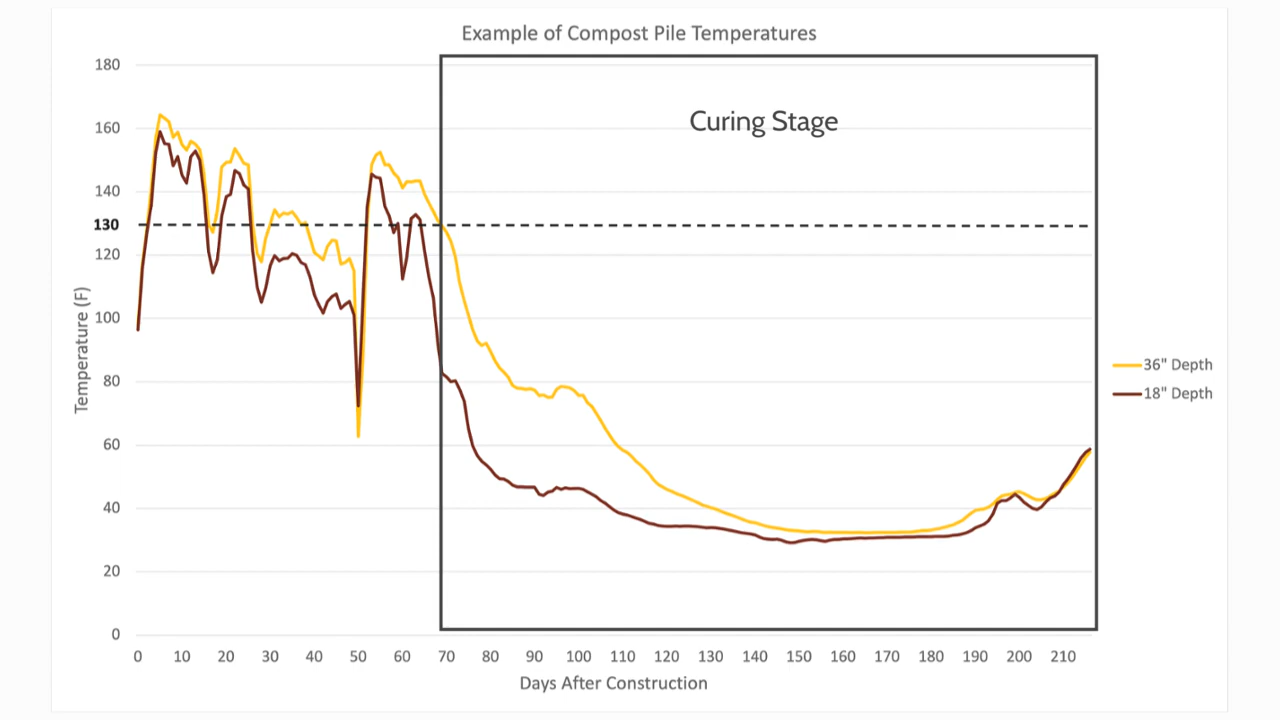 Example of Compost Pile Temperatures
Curing Stage
180
160
140
130
120
100
80
60
40
20
0
Temperature (F)
0 10 20 30 40 50 60 70 80 90 100 110 120 130 140 150 160 170 180 190 200 210
Days After Construction
36" Depth
18" Depth